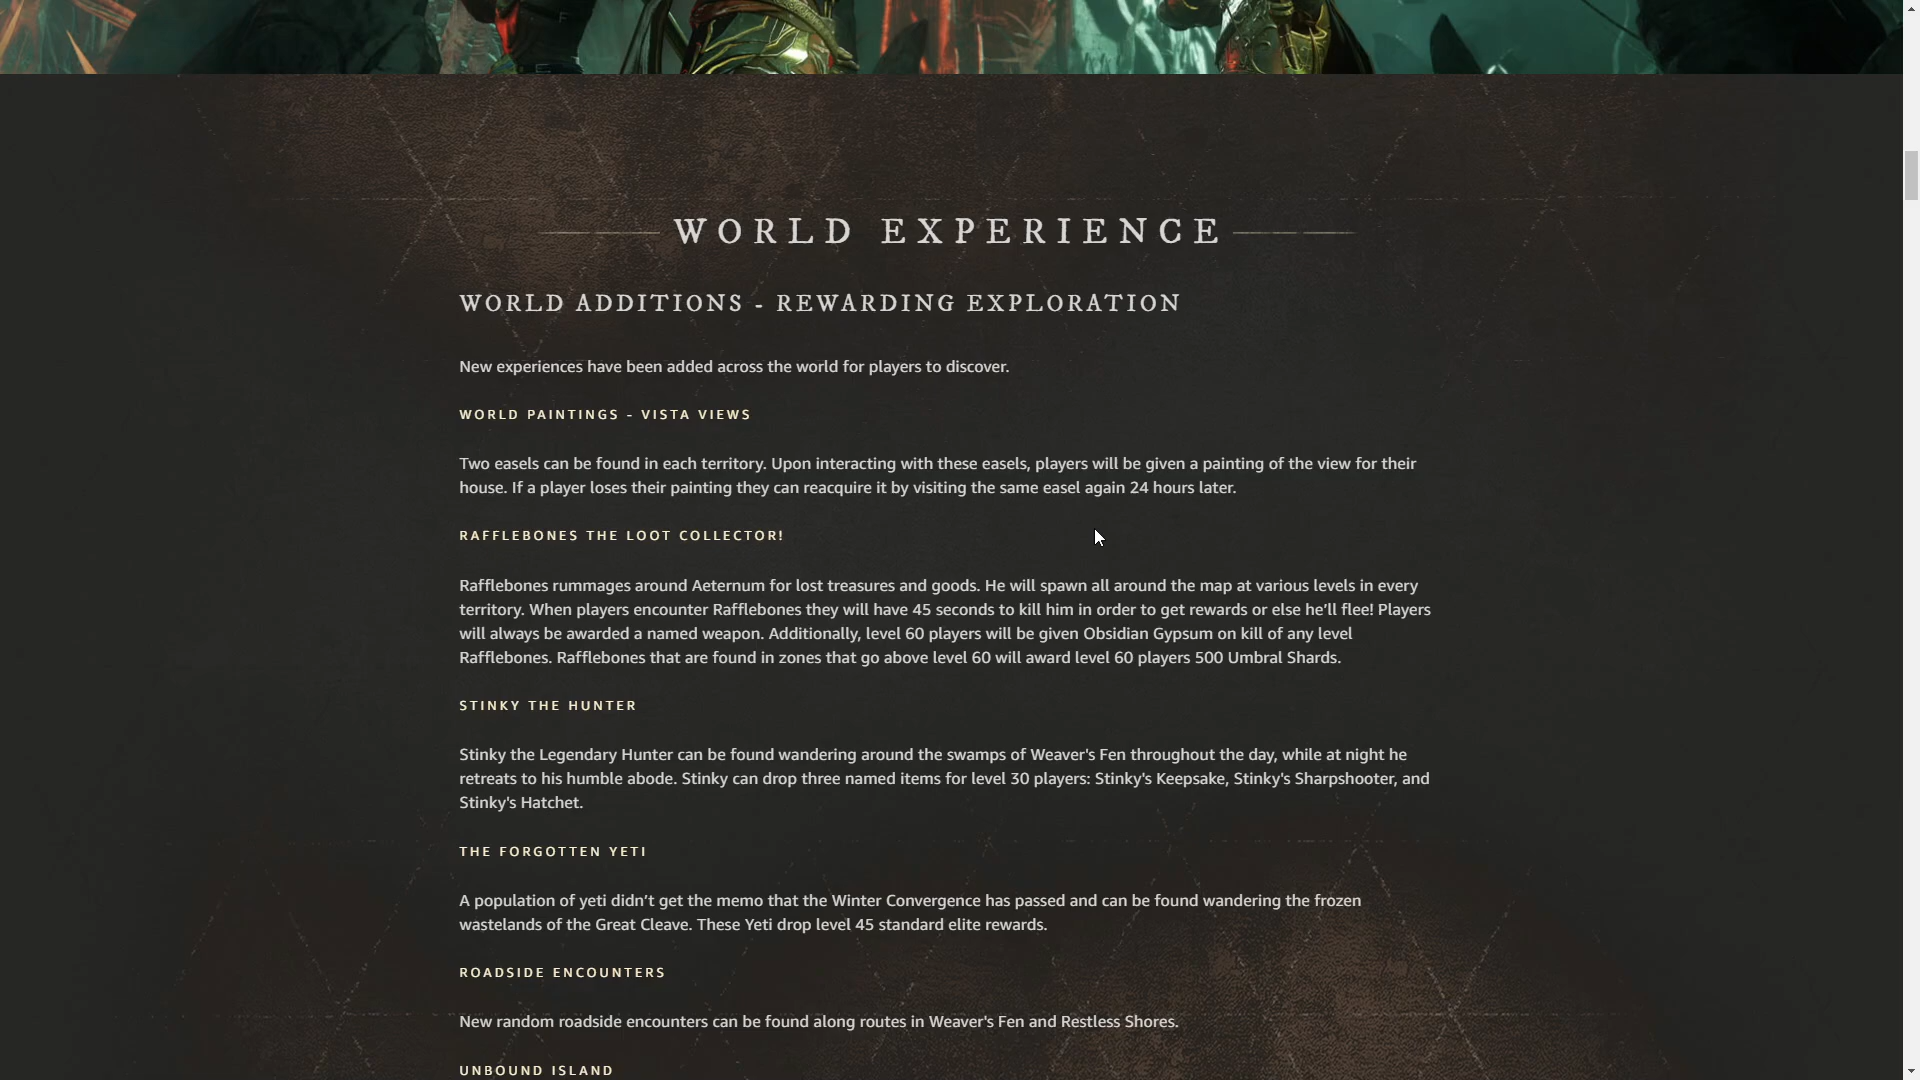 WORLD EXPERIENCE
WORLD ADDITIONS - REWARDING EXPLORATION
New experiences have been added across the world for players to discover.
WORLD PAINTINGS - VISTA VIEWS
Two easels can be found in each territory. Upon interacting with these easels, players will be given a painting of the view for their
house. If a player loses their painting they can reacquire it by visiting the same easel again 24 hours later.
RAFFLEBONES THE LOOT COLLECTOR!
Rafflebones rummages around Aeternum for lost treasures and goods. He will spawn all around the map at various levels in every
territory. When players encounter Rafflebones they will have 45 seconds to kill him in order to get rewards or else he’ll flee! Players
will always be awarded a named weapon. Additionally, level 60 players will be given Obsidian Gypsum on kill of any level
Rafflebones. Rafflebones that are found in zones that go above level 60 will award level 60 players 500 Umbral Shards.
STINKY THE HUNTER
Stinky the Legendary Hunter can be found wandering around the swamps of Weaver's Fen throughout the day, while at night he
retreats to his humble abode. Stinky can drop three named items for level 30 players: Stinky's Keepsake, Stinky's Sharpshooter, and
Stinky's Hatchet.
THE FORGOTTEN YETI
A population of yeti didn’t get the memo that the Winter Convergence has passed and can be found wandering the frozen
wastelands of the Great Cleave. These Yeti drop level 45 standard elite rewards.
ROADSIDE ENCOUNTERS
New random roadside encounters can be found along routes in Weaver's Fen and Restless Shores.
UNBOUND ISLAND